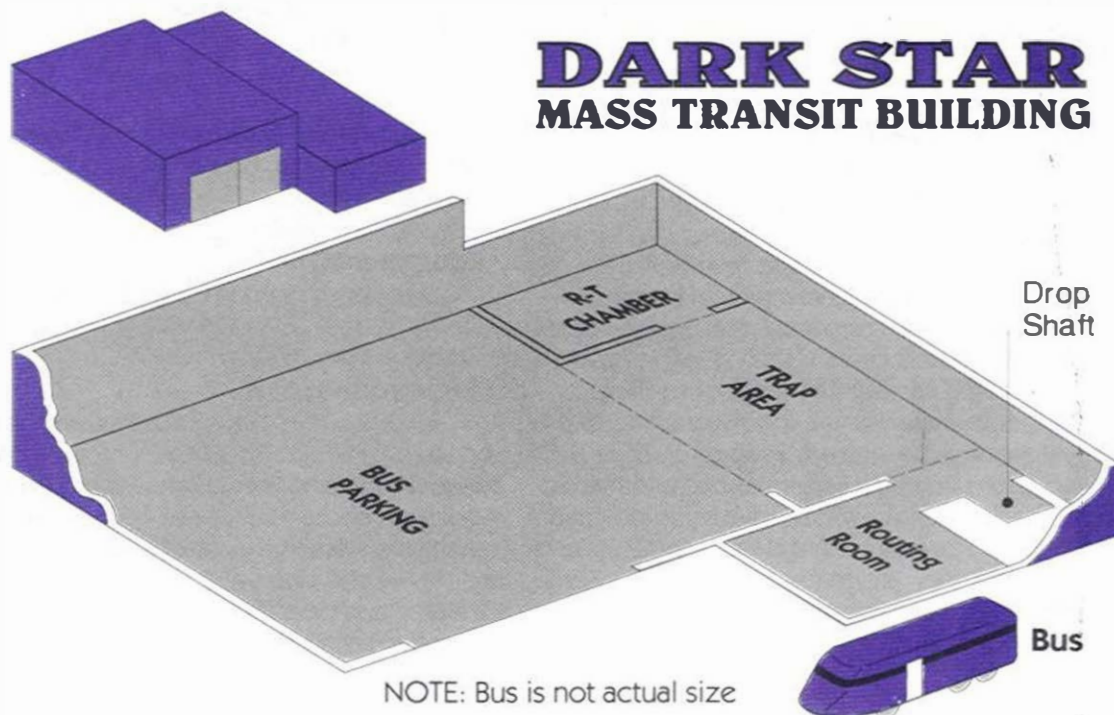 DARK STAR
MASS TRANSIT BUILDING
Drop
Shaft
R-T
CHAMBER
TRAP
AREA
BUS
PARKING
Routing
Room
Bus
NOTE: Bus is not actual size